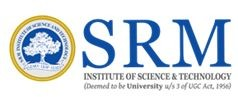 SRM
INSTITUTE OF SCIENCE & TECHNOLOGY
(Deemed to be University u/s 3 of UGC Act, 1956)